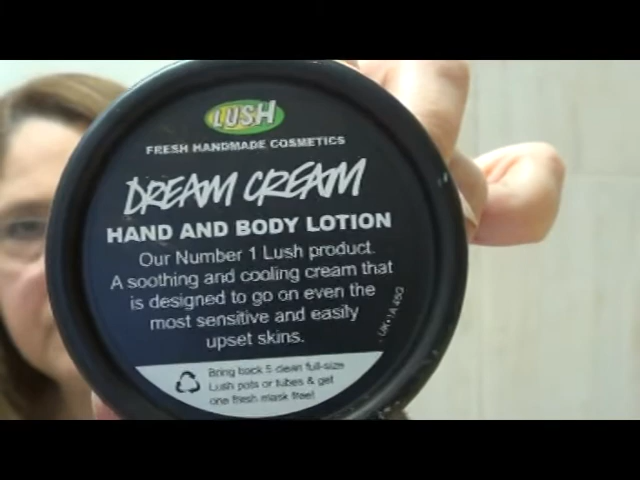 LUSH
FRESH HANDMADE COSMETICS
DREAM CREAM
HAND AND BODY LOTION
Our Number 1 Lush product.
A soothing and cooling cream that
is designed to go on even the
most sensitive and easily
upset skins.
Bring back 5 clean full-size
Lush pots or tubes & get
one fresh mask free!